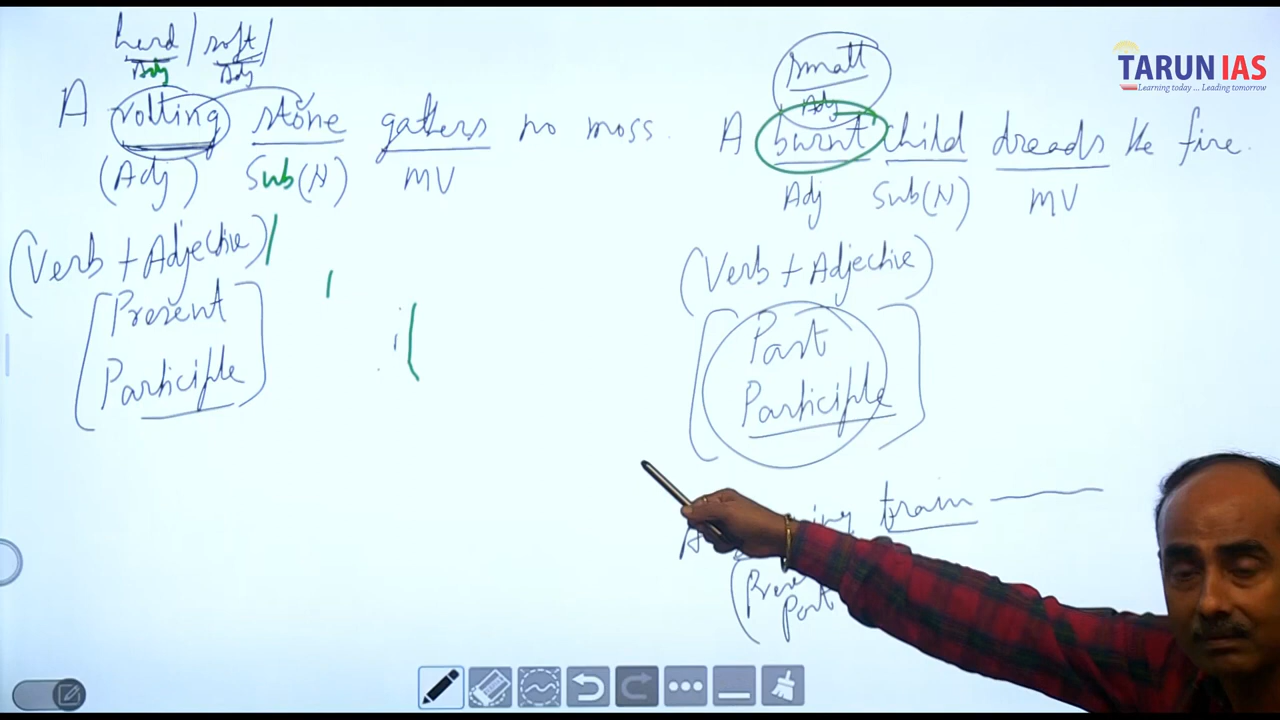 hard / soft /
Adj Adj
A rolling stone gathers no moss.
(Adj) Sub(N) MV
(Verb + Adjective)
[Present
Participle]
small
Adj
A burnt child dreads the fire.
Adj Sub(N) MV
(Verb + Adjective)
[Past
Participle]
A train
TARUN IAS
Learning today ... Leading tomorrow